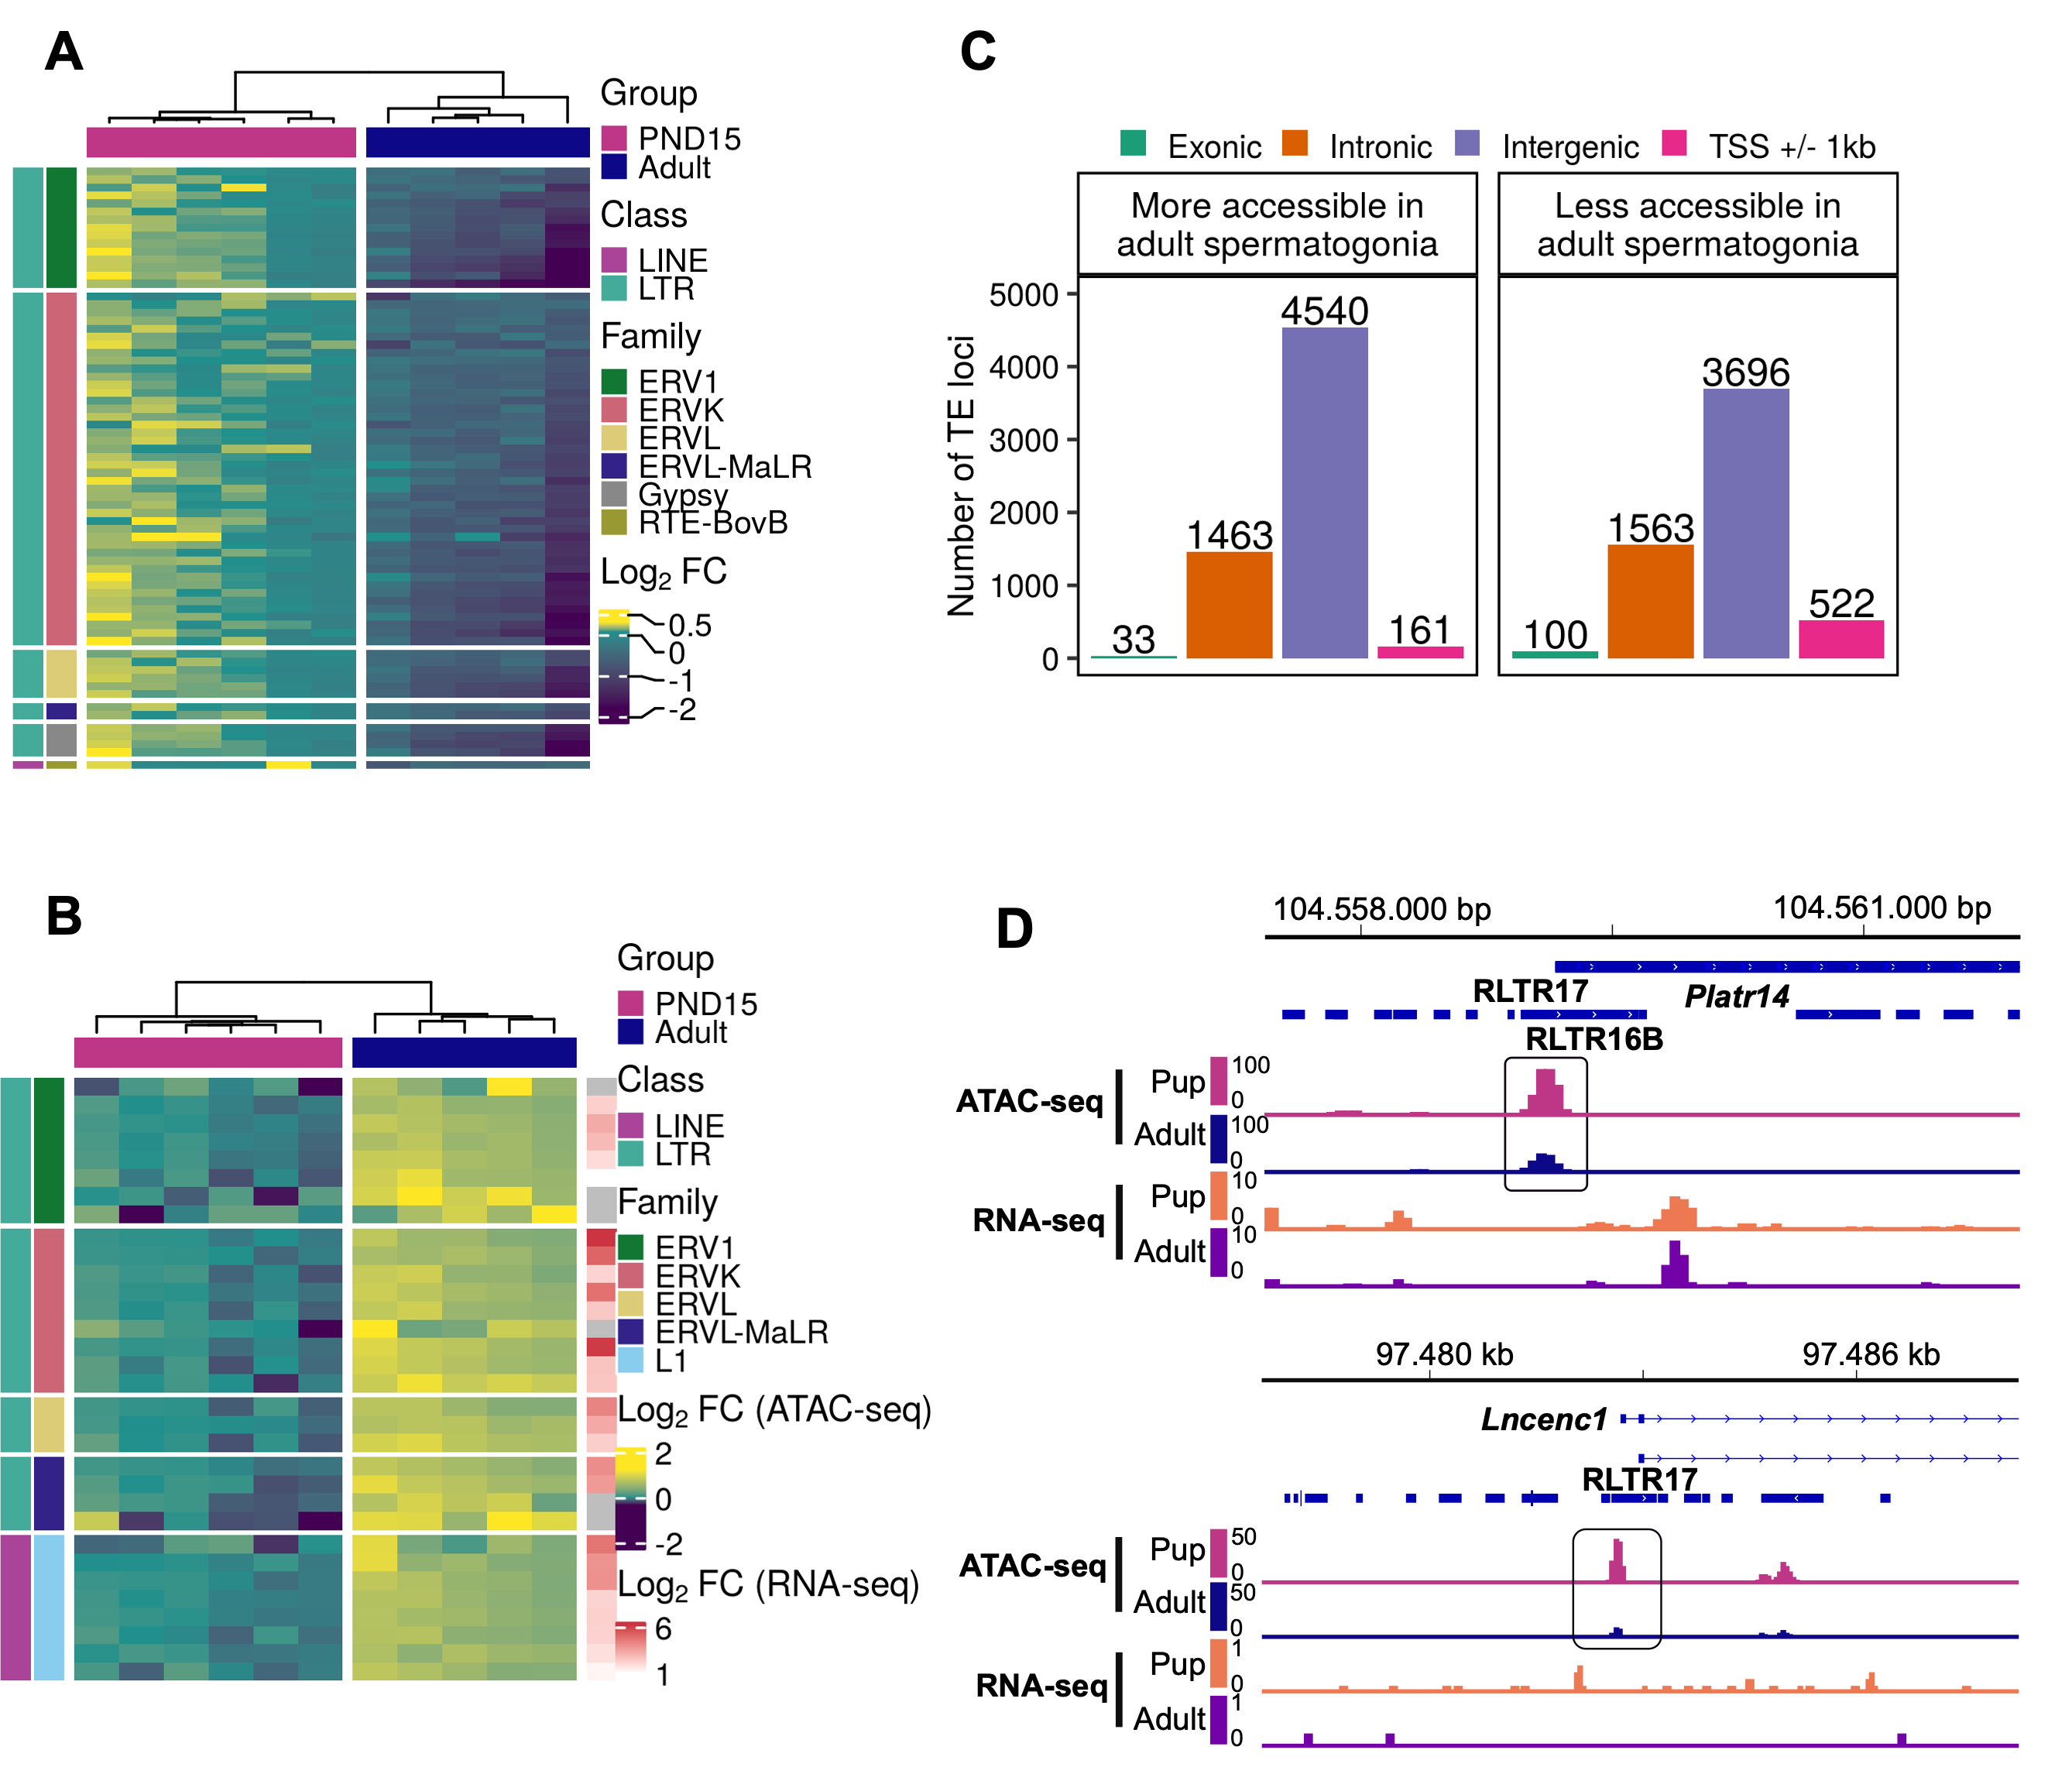 A
Group
PND15
Adult
Class
LINE
LTR
Family
ERV1
ERVK
ERVL
ERVL-MaLR
Gypsy
RTE-BovB
Log2 FC
0.5
0
-1
-2
C
Exonic Intronic Intergenic TSS +/- 1kb
More accessible in
adult spermatogonia
Less accessible in
adult spermatogonia
Number of TE loci
5000
4000
3000
2000
1000
0
33
1463
4540
161
100
1563
3696
522
B
Group
PND15
Adult
Class
LINE
LTR
Family
ERV1
ERVK
ERVL
ERVL-MaLR
L1
Log2 FC (ATAC-seq)
2
0
-2
Log2 FC (RNA-seq)
6
1
D
104.558.000 bp 104.561.000 bp
RLTR17 Platr14
RLTR16B
ATAC-seq
Pup 100
0
Adult 100
0
RNA-seq
Pup 10
0
Adult 10
0
97.480 kb 97.486 kb
Lncenc1
RLTR17
ATAC-seq
Pup 50
0
Adult 50
0
RNA-seq
Pup 1
0
Adult 1
0